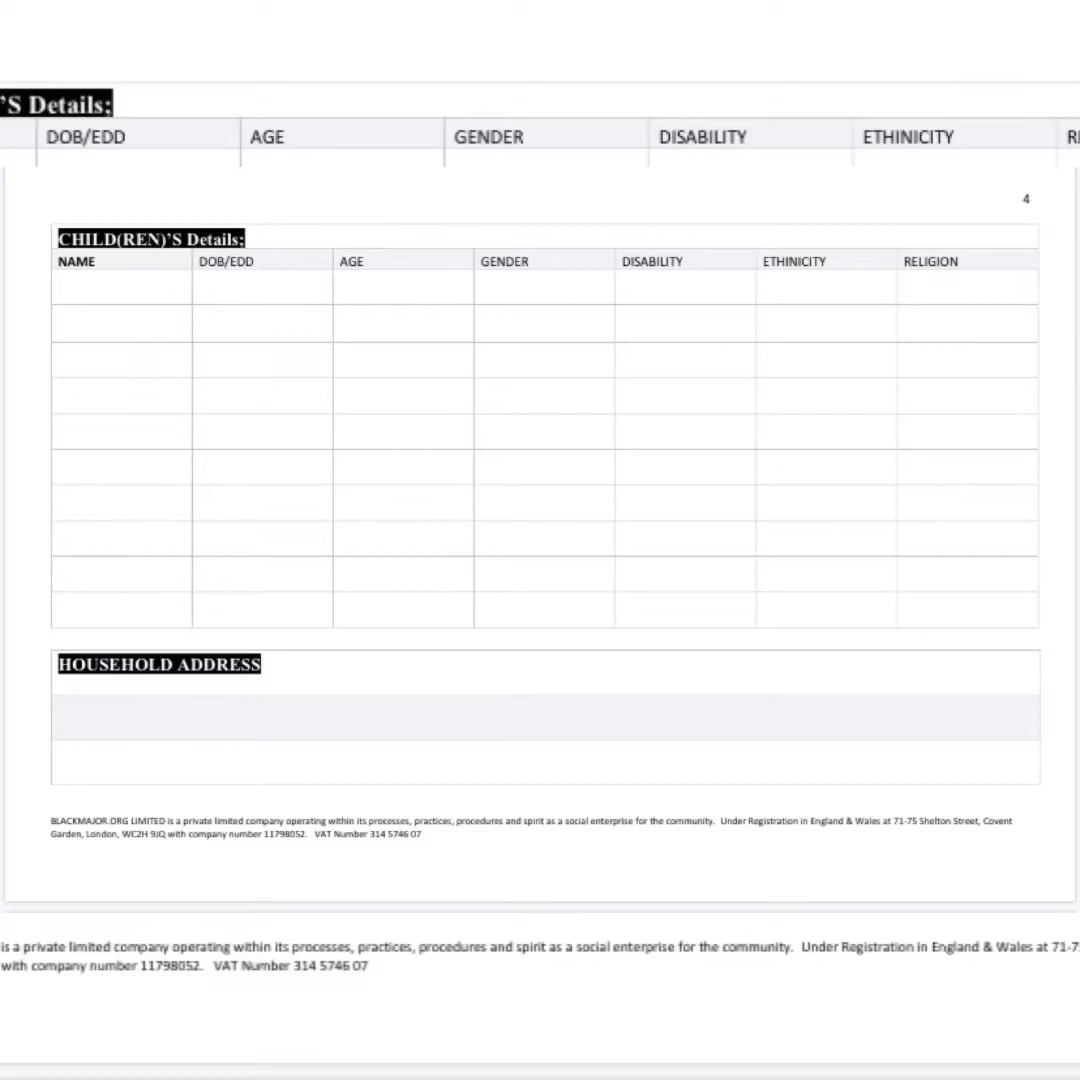 ’S Details;
DOB/EDD AGE GENDER DISABILITY ETHINICITY
4
CHILD(REN)’S Details;
NAME DOB/EDD AGE GENDER DISABILITY ETHINICITY RELIGION
HOUSEHOLD ADDRESS
BLACKMAJOR.ORG LIMITED is a private limited company operating within its processes, practices, procedures and spirit as a social enterprise for the community. Under Registration in England & Wales at 71-75 Shelton Street, Covent
Garden, London, WC2H 9JQ with company number 11798052. VAT Number 314 5746 07
is a private limited company operating within its processes, practices, procedures and spirit as a social enterprise for the community. Under Registration in England & Wales at 71-7
with company number 11798052. VAT Number 314 5746 07